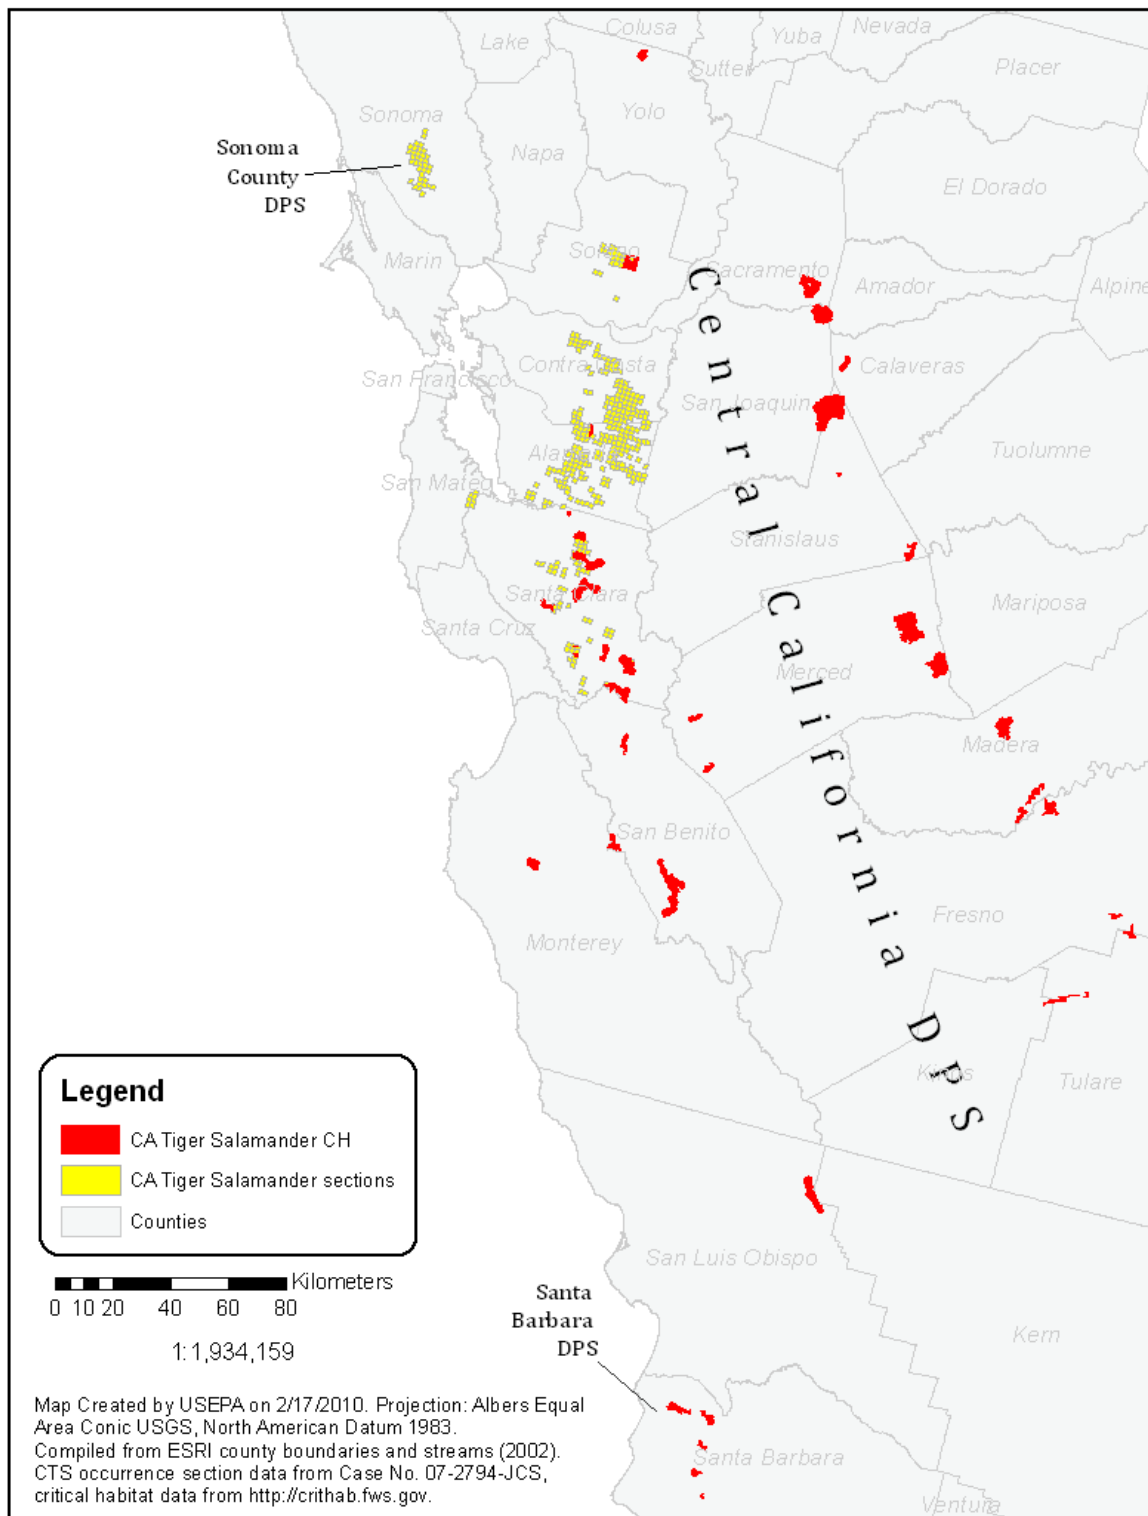 Colusa
Lake
Yuba
Nevada
Sutter
Placer
Sonoma
Yolo
Sonoma
County
DPS
Napa
El Dorado
Marin
Solano
Sacramento
Amador
Alpine
Contra Costa
San Francisco
Calaveras
San Joaquin
Alameda
Tuolumne
San Mateo
Stanislaus
Santa Clara
Mariposa
Santa Cruz
Merced
Madera
San Benito
Fresno
Monterey
Central California DPS
Kings
Tulare
Legend
CA Tiger Salamander CH
CA Tiger Salamander sections
Counties
Kilometers
0 10 20 40 60 80
1:1,934,159
San Luis Obispo
Santa
Barbara
DPS
Kern
Santa Barbara
Ventura
Map Created by USEPA on 2/17/2010. Projection: Albers Equal
Area Conic USGS, North American Datum 1983.
Compiled from ESRI county boundaries and streams (2002).
CTS occurrence section data from Case No. 07-2794-JCS,
critical habitat data from http://crithab.fws.gov.